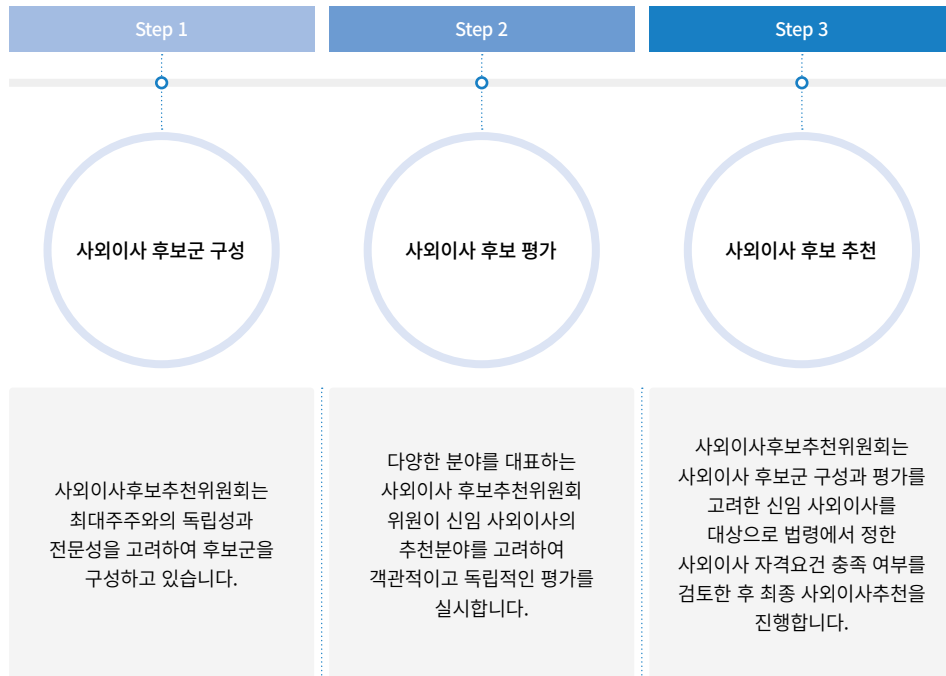 Step 1
Step 2
Step 3
사외이사 후보군 구성
사외이사 후보 평가
사외이사 후보 추천
사외이사후보추천위원회는
최대주주와의 독립성과
전문성을 고려하여 후보군을
구성하고 있습니다.
다양한 분야를 대표하는
사외이사 후보추천위원회
위원이 신임 사외이사의
추천분야를 고려하여
객관적이고 독립적인 평가를
실시합니다.
사외이사후보추천위원회는
사외이사 후보군 구성과 평가를
고려한 신임 사외이사를
대상으로 법령에서 정한
사외이사 자격요건 충족 여부를
검토한 후 최종 사외이사추천을
진행합니다.